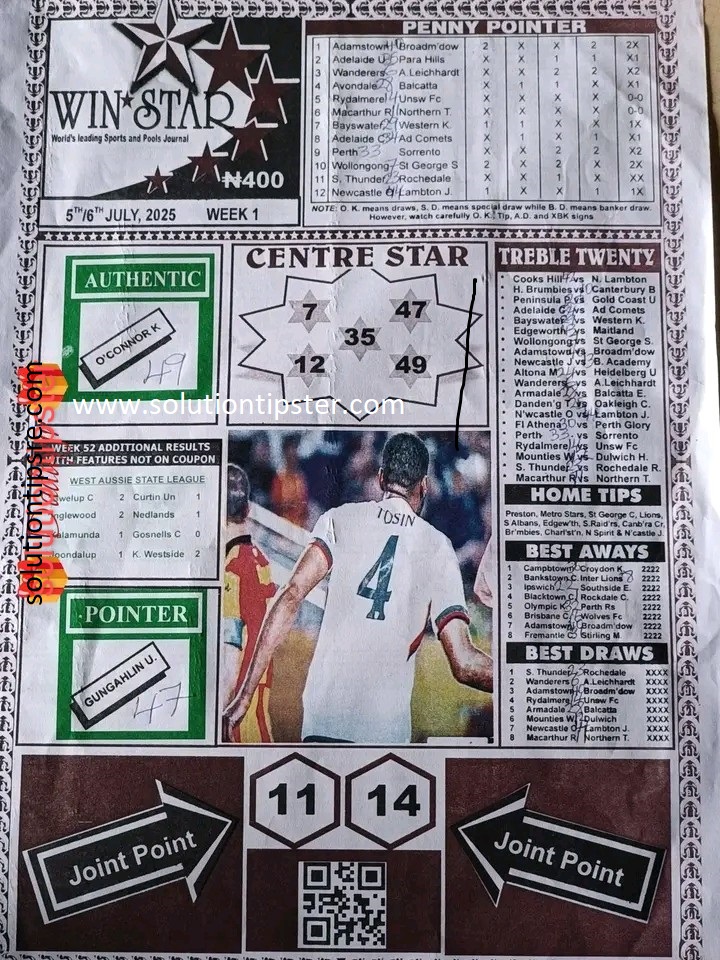 WIN STAR
World's leading Sports and Pools Journal
₦400
5TH/6TH JULY, 2025 WEEK 1
PENNY POINTER
1 Adamstown Broadm'dow 2 X X 2 2X
2 Adelaide U Para Hills X X 1 1 X1
3 Wanderers A.Leichhardt X X 2 2 X2
4 Avondale Balcatta X 1 1 X X1
5 Rydalmere Unsw Fc X X X X 0-0
6 Macarthur R Northern T. X X X X 0-0
7 Bayswater Western K. 1 1 X X 1X
8 Adelaide C Ad Comets X X 1 1 X1
9 Perth 33 Sorrento X X 2 2 X2
10 Wollongong St George S 2 X 2 X 2X
11 S. Thunder Rochedale X X X X XX
12 Newcastle Lambton J. 1 X 1 X 1X
NOTE: O. K. means draws, S. D. means special draw while B. D. means banker draw.
However, watch carefully O. K., Tip, A.D. and XBK signs
AUTHENTIC
O'CONNOR K
49
CENTRE STAR
7 47
35
12 49
www.solutiontipster.com
TREBLE TWENTY
Cooks Hill vs N. Lambton
H. Brumbies vs Canterbury B
Peninsula P vs Gold Coast U
Adelaide C vs Ad Comets
Bayswater vs Western K.
Edgeworth vs Maitland
Wollongong vs St George S.
Adamstown vs Broadm'dow
Newcastle J vs B. Academy
Altona M vs Heidelberg U
Wanderers vs A.Leichhardt
Armadale vs Balcatta E.
Danden'g T vs Oakleigh C.
N'wcastle O vs Lambton J.
Fl Athena vs Perth Glory
Perth 33 vs Sorrento
Rydalmere vs Unsw Fc
Mounties W vs Dulwich H.
S. Thunder vs Rochedale R.
Macarthur R vs Northern T.
WEEK 52 ADDITIONAL RESULTS
WITH FEATURES NOT ON COUPON
WEST AUSSIE STATE LEAGUE
welup C 2 Curtin Un 1
nglewood 2 Nedlands 1
alamunda 1 Gosnells C 0
oondalup 1 K. Westside 2
solutiontipsre.com
HOME TIPS
Preston, Metro Stars, St George C, Lions,
S Albans, Edgew'th, S.Raid'rs, Canb'ra Cr,
Br'mbies, Charl'st'n, N Spirit & N'castle J.
BEST AWAYS
1 Campbtown Croydon K 2222
2 Bankstown C Inter Lions 2222
3 Ipswich Southside E. 2222
4 Blacktown Rockdale C. 2222
5 Olympic K Perth Rs 2222
6 Brisbane C Wolves Fc 2222
7 Adamstown Broadm'dow 2222
8 Fremantle C Stirling M 2222
BEST DRAWS
1 S. Thunder Rochedale XXXX
2 Wanderers A.Leichhardt XXXX
3 Adamstown Broadm'dow XXXX
4 Rydalmere Unsw Fc XXXX
5 Armadale Balcatta XXXX
6 Mounties W Dulwich XXXX
7 Newcastle O Lambton J. XXXX
8 Macarthur R Northern T. XXXX
POINTER
GUNGAHLIN U.
47
TOSIN
4
Joint Point
11 14
Joint Point